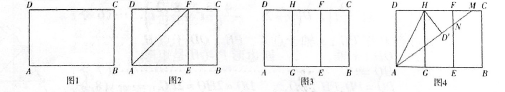 D C D F C D H F C D H F M C
N
D'
A B A E B A G E B A G E B
图1 图2 图3 图4